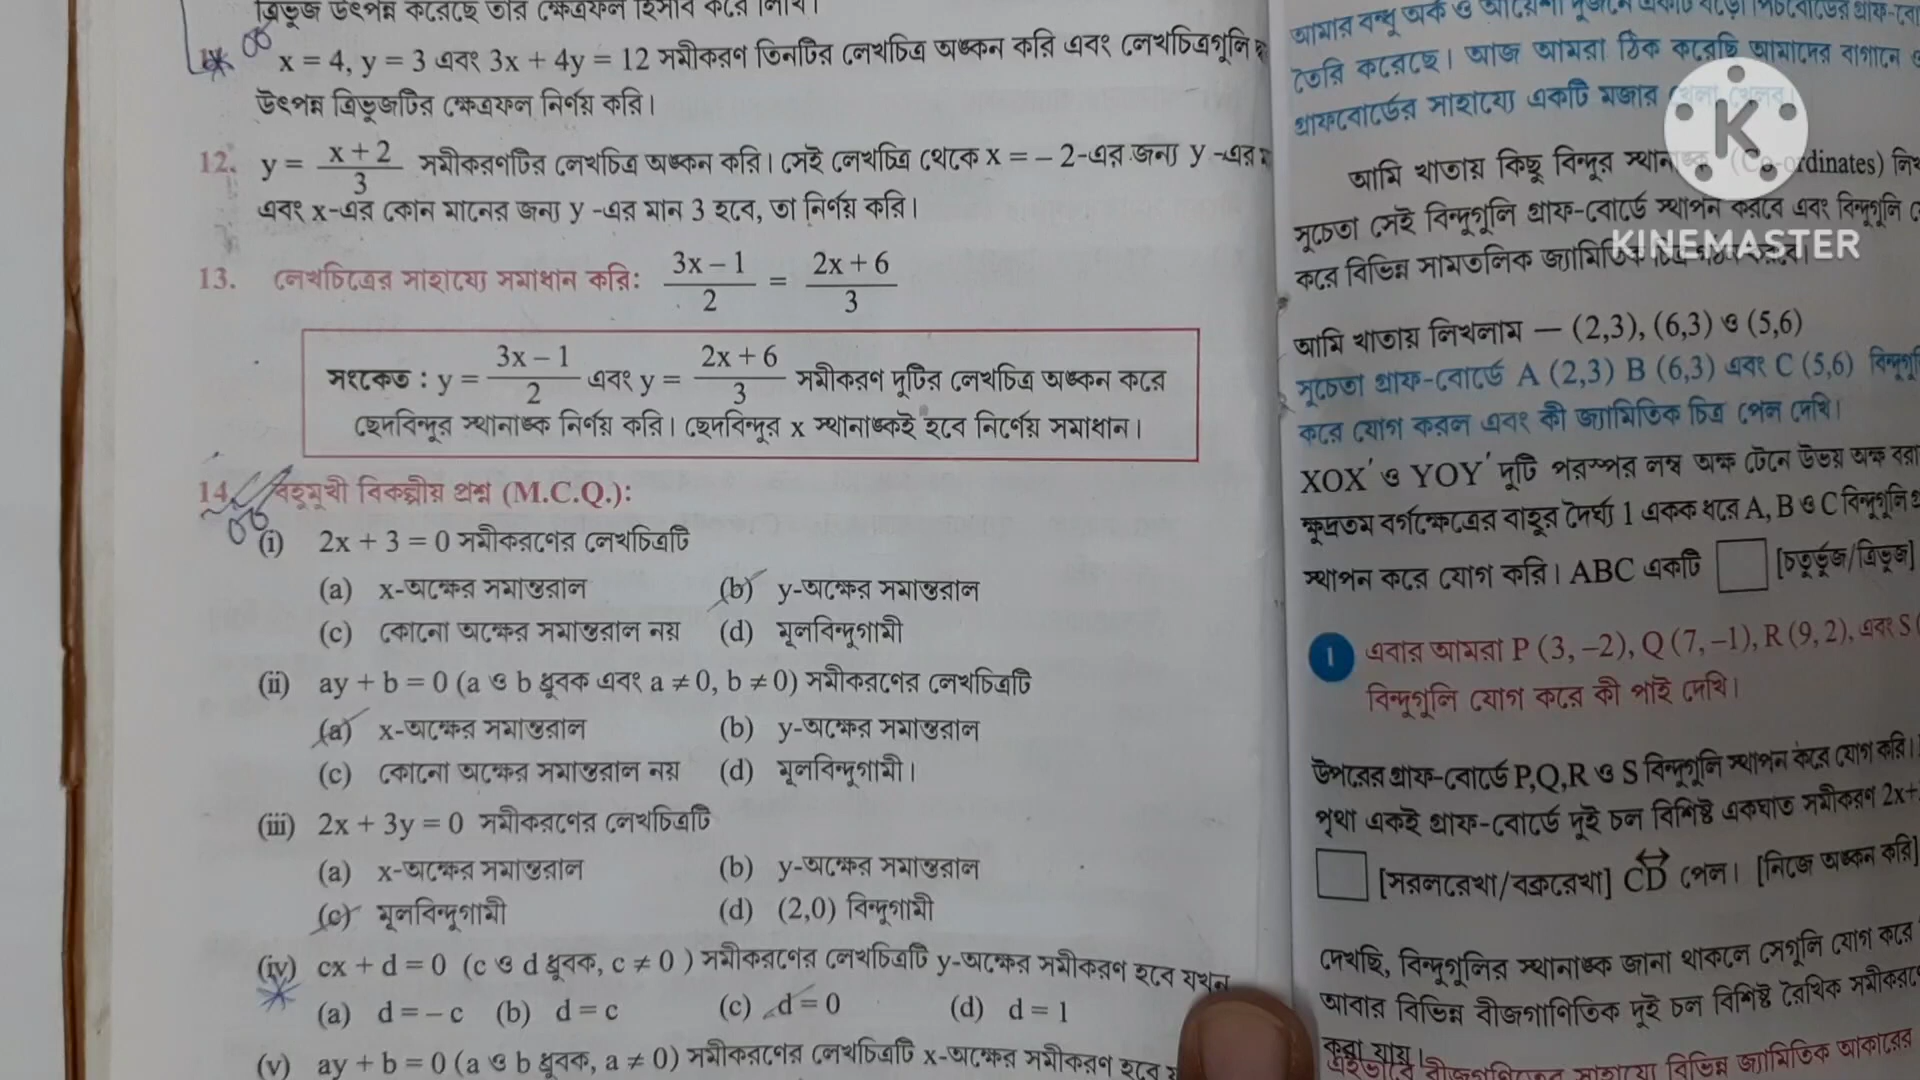 ত্রিভুজ উৎপন্ন করেছে তার ক্ষেত্রফল হিসাব করে লিখি।
x = 4, y = 3 এবং 3x + 4y = 12 সমীকরণ তিনটির লেখচিত্র অঙ্কন করি এবং লেখচিত্রগুলি
উৎপন্ন ত্রিভুজটির ক্ষেত্রফল নির্ণয় করি।
12. y = (x + 2)/3 সমীকরণটির লেখচিত্র অঙ্কন করি। সেই লেখচিত্র থেকে x = – 2-এর জন্য y -এর
এবং x-এর কোন মানের জন্য y -এর মান 3 হবে, তা নির্ণয় করি।
13. লেখচিত্রের সাহায্যে সমাধান করি: (3x – 1)/2 = (2x + 6)/3
সংকেত : y = (3x – 1)/2 এবং y = (2x + 6)/3 সমীকরণ দুটির লেখচিত্র অঙ্কন করে
ছেদবিন্দুর স্থানাঙ্ক নির্ণয় করি। ছেদবিন্দুর x স্থানাঙ্কই হবে নির্ণেয় সমাধান।
14. বহুমুখী বিকল্পীয় প্রশ্ন (M.C.Q.):
(i) 2x + 3 = 0 সমীকরণের লেখচিত্রটি
(a) x-অক্ষের সমান্তরাল (b) y-অক্ষের সমান্তরাল
(c) কোনো অক্ষের সমান্তরাল নয় (d) মূলবিন্দুগামী
(ii) ay + b = 0 (a ও b ধ্রুবক এবং a ≠ 0, b ≠ 0) সমীকরণের লেখচিত্রটি
(a) x-অক্ষের সমান্তরাল (b) y-অক্ষের সমান্তরাল
(c) কোনো অক্ষের সমান্তরাল নয় (d) মূলবিন্দুগামী।
(iii) 2x + 3y = 0 সমীকরণের লেখচিত্রটি
(a) x-অক্ষের সমান্তরাল (b) y-অক্ষের সমান্তরাল
(c) মূলবিন্দুগামী (d) (2,0) বিন্দুগামী
(iv) cx + d = 0 (c ও d ধ্রুবক, c ≠ 0 ) সমীকরণের লেখচিত্রটি y-অক্ষের সমীকরণ হবে যখন
(a) d = – c (b) d = c (c) d = 0 (d) d = 1
(v) ay + b = 0 (a ও b ধ্রুবক, a ≠ 0) সমীকরণের লেখচিত্রটি x-অক্ষের সমীকরণ হবে
আমার বন্ধু অর্ক ও আয়েশা দুজনে একটি বড়ো পিচবোর্ডের গ্রাফ-বো
তৈরি করেছে। আজ আমরা ঠিক করেছি আমাদের বাগানে
গ্রাফবোর্ডের সাহায্যে একটি মজার খেলা খেলব।
আমি খাতায় কিছু বিন্দুর স্থানাঙ্ক (Co-ordinates)
সুচেতা সেই বিন্দুগুলি গ্রাফ-বোর্ডে স্থাপন করবে এবং বিন্দুগুলি
করে বিভিন্ন সামতলিক জ্যামিতিক চিত্র
K
KINEMASTER
আমি খাতায় লিখলাম — (2,3), (6,3) ও (5,6)
সুচেতা গ্রাফ-বোর্ডে A (2,3) B (6,3) এবং C (5,6) বিন্দুগুলি
করে যোগ করল এবং কী জ্যামিতিক চিত্র পেল দেখি।
XOX′ ও YOY′ দুটি পরস্পর লম্ব অক্ষ টেনে উভয় অক্ষ বরা
ক্ষুদ্রতম বর্গক্ষেত্রের বাহুর দৈর্ঘ্য 1 একক ধরে A, B ও C বিন্দুগুলি
স্থাপন করে যোগ করি। ABC একটি [চতুর্ভুজ/ত্রিভুজ]
1 এবার আমরা P (3, –2), Q (7, –1), R (9, 2), এবং S
বিন্দুগুলি যোগ করে কী পাই দেখি।
উপরের গ্রাফ-বোর্ডে P,Q,R ও S বিন্দুগুলি স্থাপন করে যোগ করি।
পৃথা একই গ্রাফ-বোর্ডে দুই চল বিশিষ্ট একঘাত সমীকরণ 2x+
[সরলরেখা/বক্ররেখা] CD পেল। [নিজে অঙ্কন করি]
দেখছি, বিন্দুগুলির স্থানাঙ্ক জানা থাকলে সেগুলি যোগ করে
আবার বিভিন্ন বীজগাণিতিক দুই চল বিশিষ্ট রৈখিক সমীকরণে
করা যায়।
এইভাবে বীজগণিতের সাহায্যে বিভিন্ন জ্যামিতিক আকারের